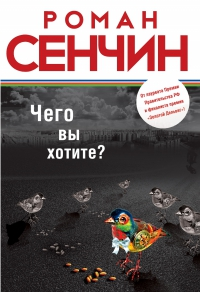 РОМАН
СЕНЧИН
От лауреата Премии
Правительства РФ
и финалиста премии
«Золотой Дельвиг»!
Чего
вы
хотите?